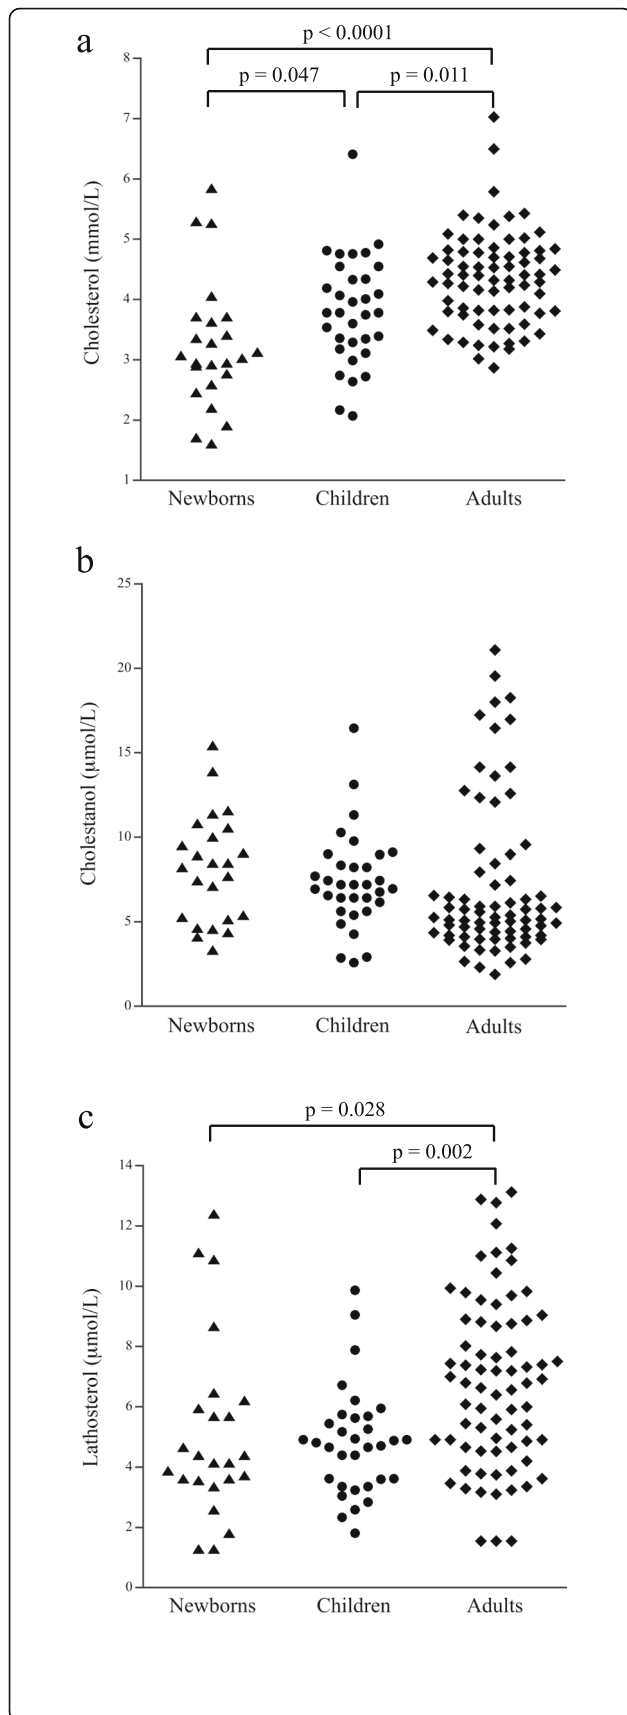 a
p < 0.0001
p = 0.047
p = 0.011
8
7
6
5
4
3
2
1
Cholesterol (mmol/L)
Newborns
Children
Adults
b
25
20
15
10
5
0
Cholestanol (μmol/L)
Newborns
Children
Adults
c
p = 0.028
p = 0.002
14
12
10
8
6
4
2
0
Lathosterol (μmol/L)
Newborns
Children
Adults